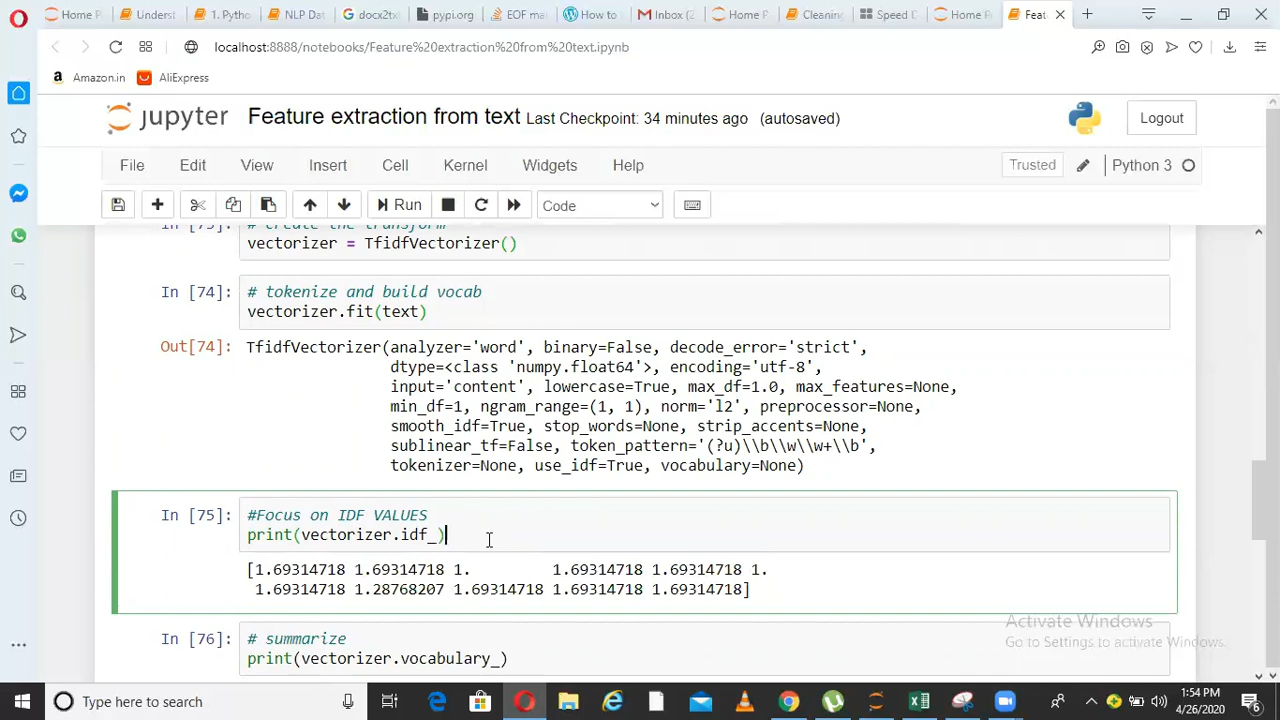 Home P
Underst
1. Pytho
NLP Dat
docx2tx
pypi.org
EOF ma
How to
Inbox (2
Home P
Cleaning
Speed D
Home P
Feat
localhost:8888/notebooks/Feature%20extraction%20from%20text.ipynb
Amazon.in
AliExpress
jupyter Feature extraction from text Last Checkpoint: 34 minutes ago (autosaved)
Logout
File Edit View Insert Cell Kernel Widgets Help
Trusted
Python 3
Run
Code
# create the transform
vectorizer = TfidfVectorizer()
In [74]: # tokenize and build vocab
vectorizer.fit(text)
Out[74]: TfidfVectorizer(analyzer='word', binary=False, decode_error='strict',
dtype=<class 'numpy.float64'>, encoding='utf-8',
input='content', lowercase=True, max_df=1.0, max_features=None,
min_df=1, ngram_range=(1, 1), norm='l2', preprocessor=None,
smooth_idf=True, stop_words=None, strip_accents=None,
sublinear_tf=False, token_pattern='(?u)\\b\\w\\w+\\b',
tokenizer=None, use_idf=True, vocabulary=None)
In [75]: #Focus on IDF VALUES
print(vectorizer.idf_)
[1.69314718 1.69314718 1. 1.69314718 1.69314718 1.
1.69314718 1.28768207 1.69314718 1.69314718 1.69314718]
In [76]: # summarize
print(vectorizer.vocabulary_)
Activate Windows
Go to Settings to activate Windows.
Type here to search
1:54 PM
4/26/2020
6